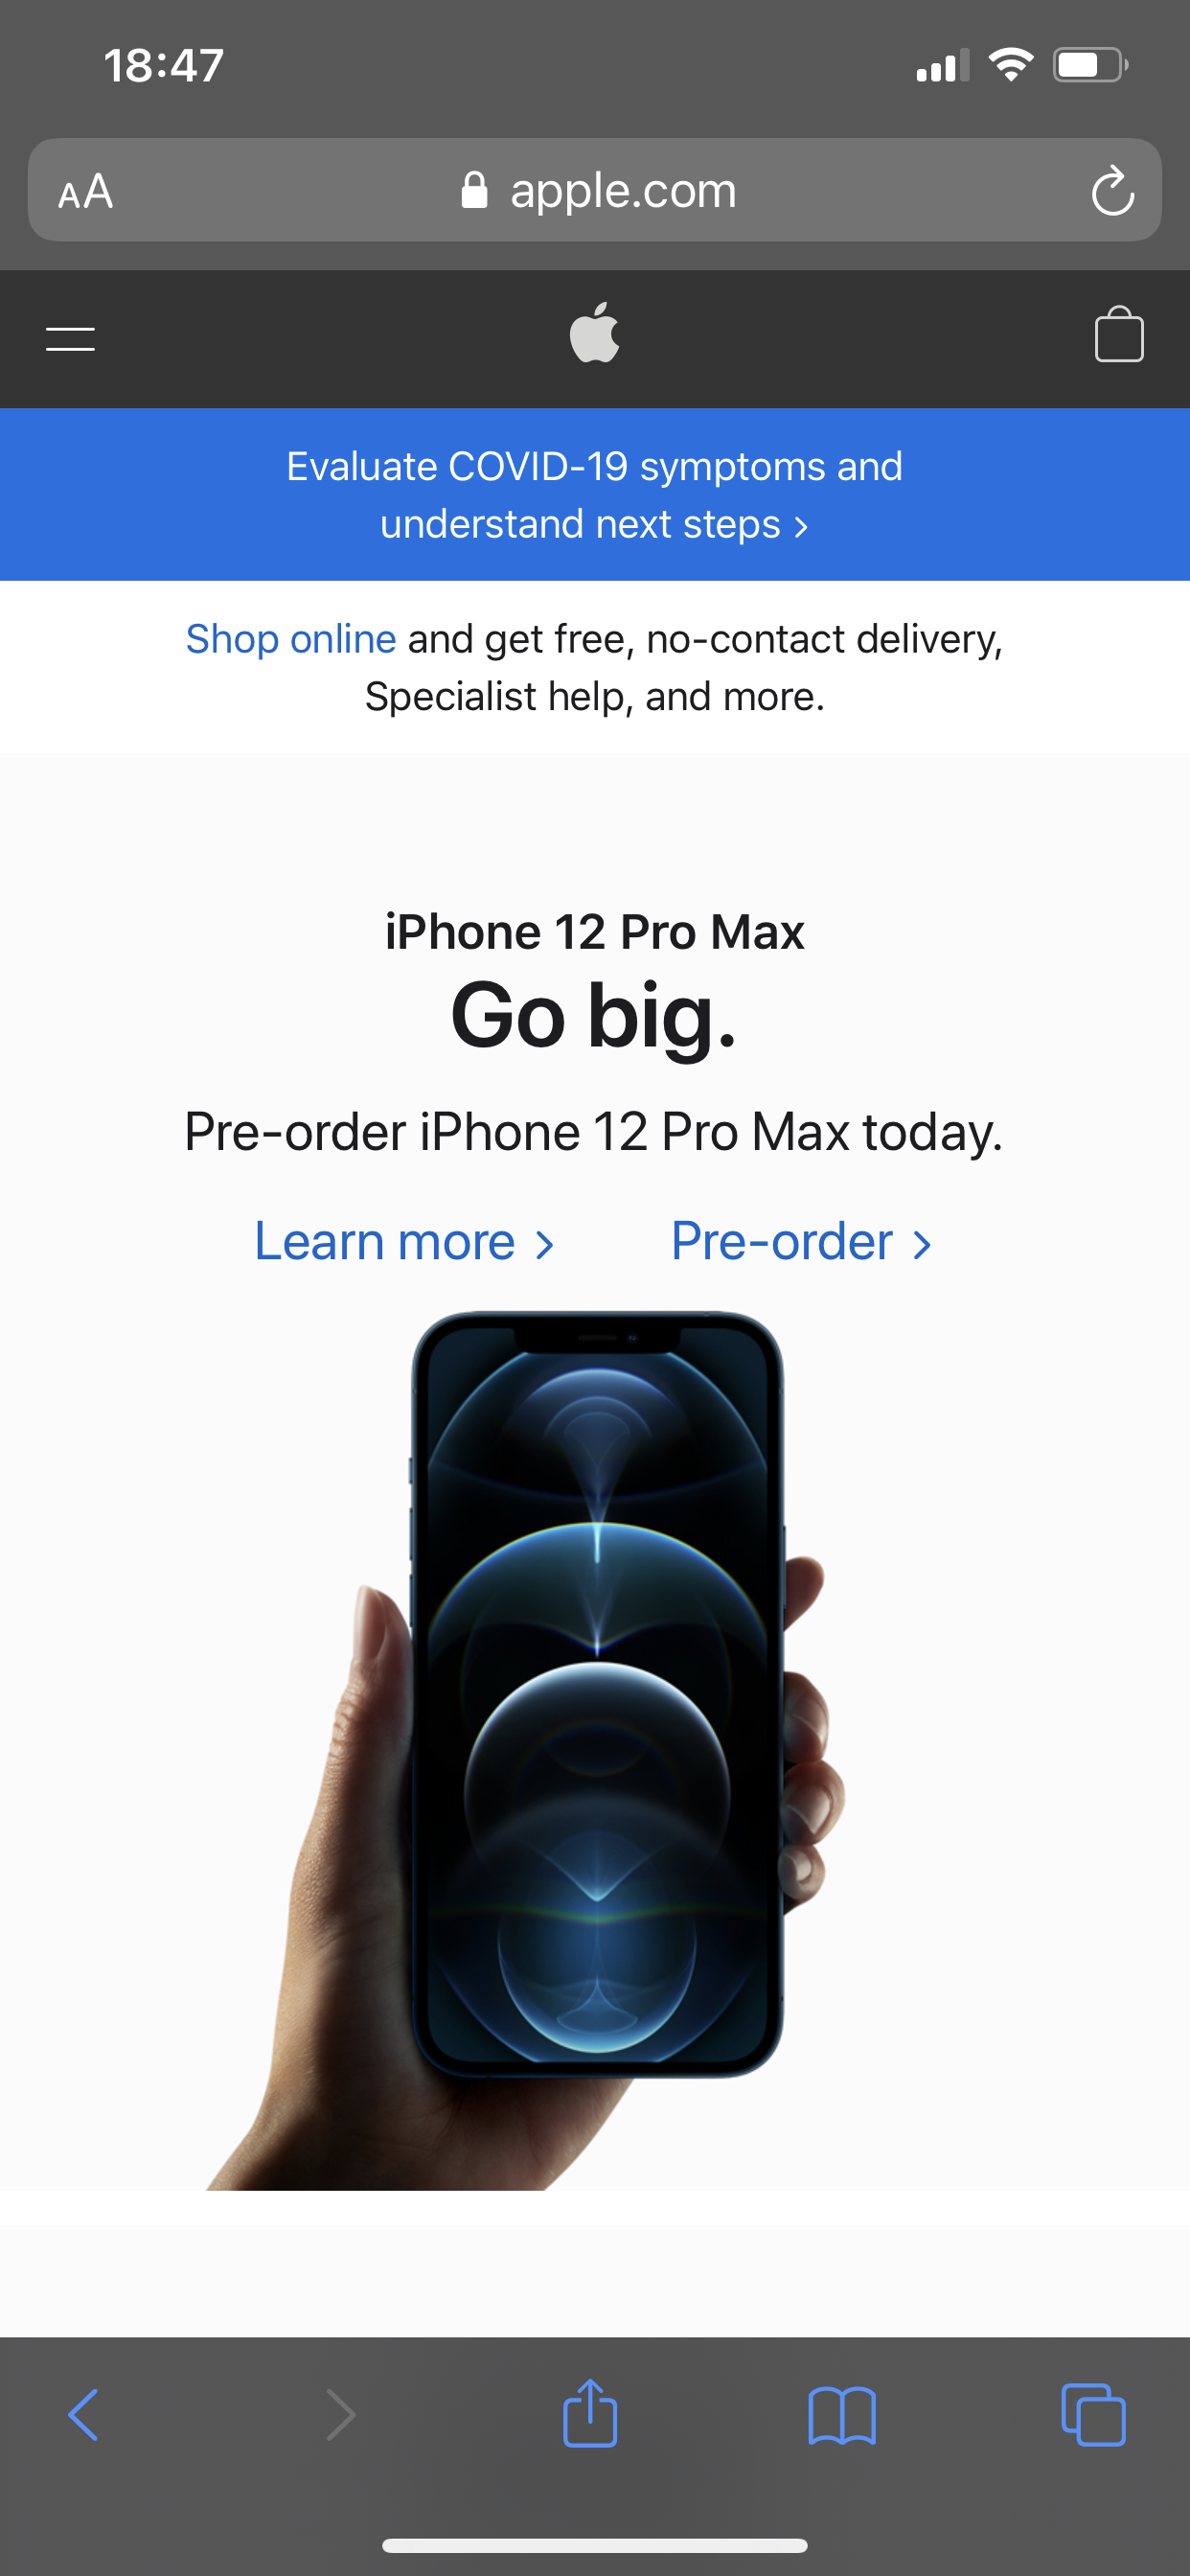 18:47
AA apple.com
Evaluate COVID-19 symptoms and
understand next steps >
Shop online and get free, no-contact delivery,
Specialist help, and more.
iPhone 12 Pro Max
Go big.
Pre-order iPhone 12 Pro Max today.
Learn more > Pre-order >